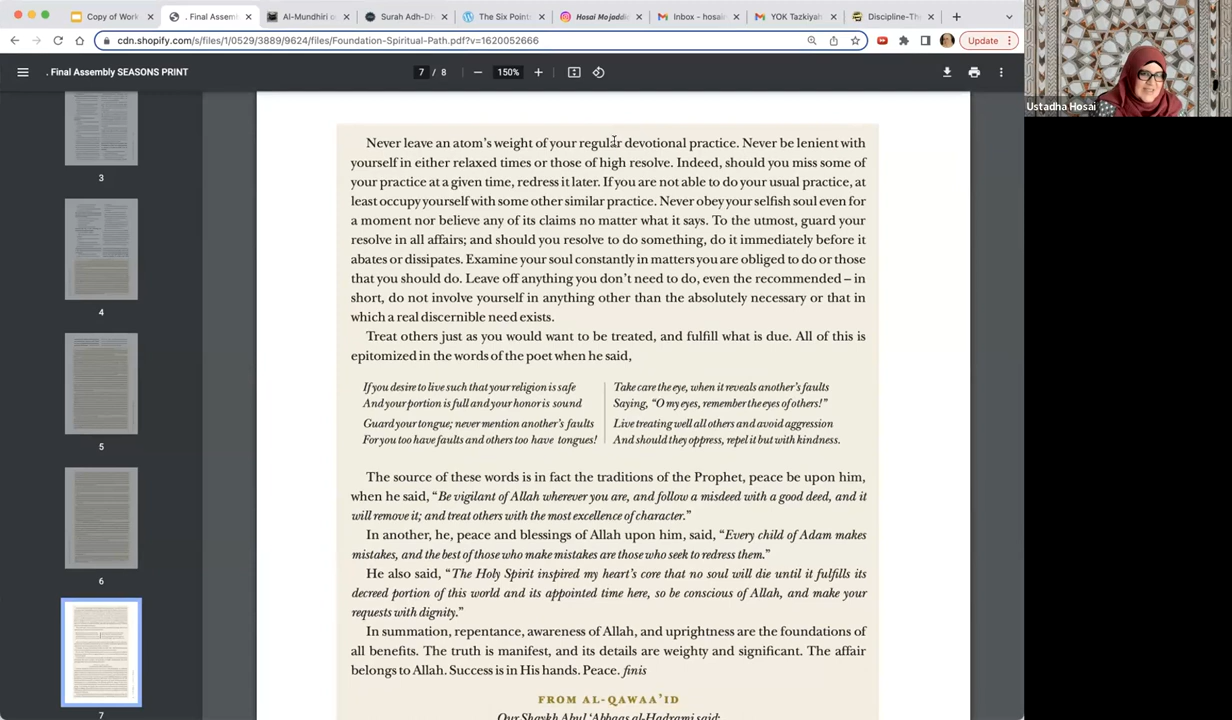 Copy of Work
. Final Assemb
Al-Mundhiri o
Surah Adh-Dh
The Six Points
Hosai Mojaddid
Inbox - hosain
YOK Tazkiyah
Discipline-The
cdn.shopify.com/s/files/1/0529/3889/9624/files/Foundation-Spiritual-Path.pdf?v=1620052666
Update
. Final Assembly SEASONS PRINT
7 / 8
150%
Ustadha Hosai
3
4
5
6
7
Never leave an atom's weight of your regular devotional practice. Never be lenient with
yourself in either relaxed times or those of high resolve. Indeed, should you miss some of
your practice at a given time, redress it later. If you are not able to do your usual practice, at
least occupy yourself with some other similar practice. Never obey your selfish soul even for
a moment nor believe any of its claims no matter what it says. To the utmost, guard your
resolve in all affairs; and should you resolve to do something, do it immediately before it
abates or dissipates. Examine your soul constantly in matters you are obliged to do or those
that you should do. Leave off anything you don't need to do, even the recommended – in
short, do not involve yourself in anything other than the absolutely necessary or that in
which a real discernible need exists.
Treat others just as you would want to be treated, and fulfill what is due. All of this is
epitomized in the words of the poet when he said,
If you desire to live such that your religion is safe
And your portion is full and your honor is sound
Guard your tongue; never mention another's faults
For you too have faults and others too have tongues!
Take care the eye, when it reveals another's faults
Saying, "O my eyes, remember the eyes of others!"
Live treating well all others and avoid aggression
And should they oppress, repel it but with kindness.
The source of these words is in fact the traditions of the Prophet, peace be upon him,
when he said, "Be vigilant of Allah wherever you are, and follow a misdeed with a good deed, and it
will remove it; and treat others with the most excellence of character."
In another, he, peace and blessings of Allah upon him, said, "Every child of Adam makes
mistakes, and the best of those who make mistakes are those who seek to redress them."
He also said, "The Holy Spirit inspired my heart's core that no soul will die until it fulfills its
decreed portion of this world and its appointed time here, so be conscious of Allah, and make your
requests with dignity."
In summation, repentance, awareness of Allah, and uprightness are the foundations of
all benefits. The truth is manifest, and its details are weighty and significant. The affair
belongs to Allah. Success is in His hands. Peace. finis
FROM AL-QAWAA'ID
Our Shaykh Abul 'Abbaas al-Hadrami said: